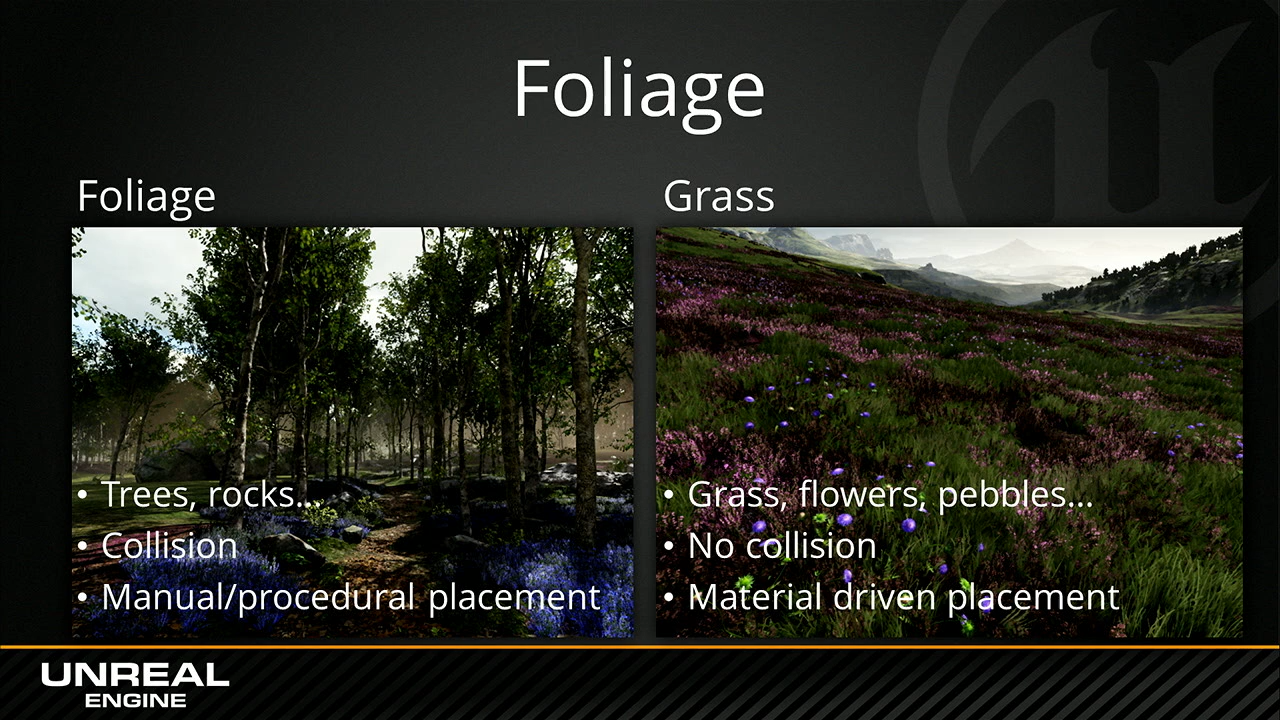 Foliage
Foliage
• Trees, rocks...
• Collision
• Manual/procedural placement
Grass
• Grass, flowers, pebbles...
• No collision
• Material driven placement
UNREAL
ENGINE